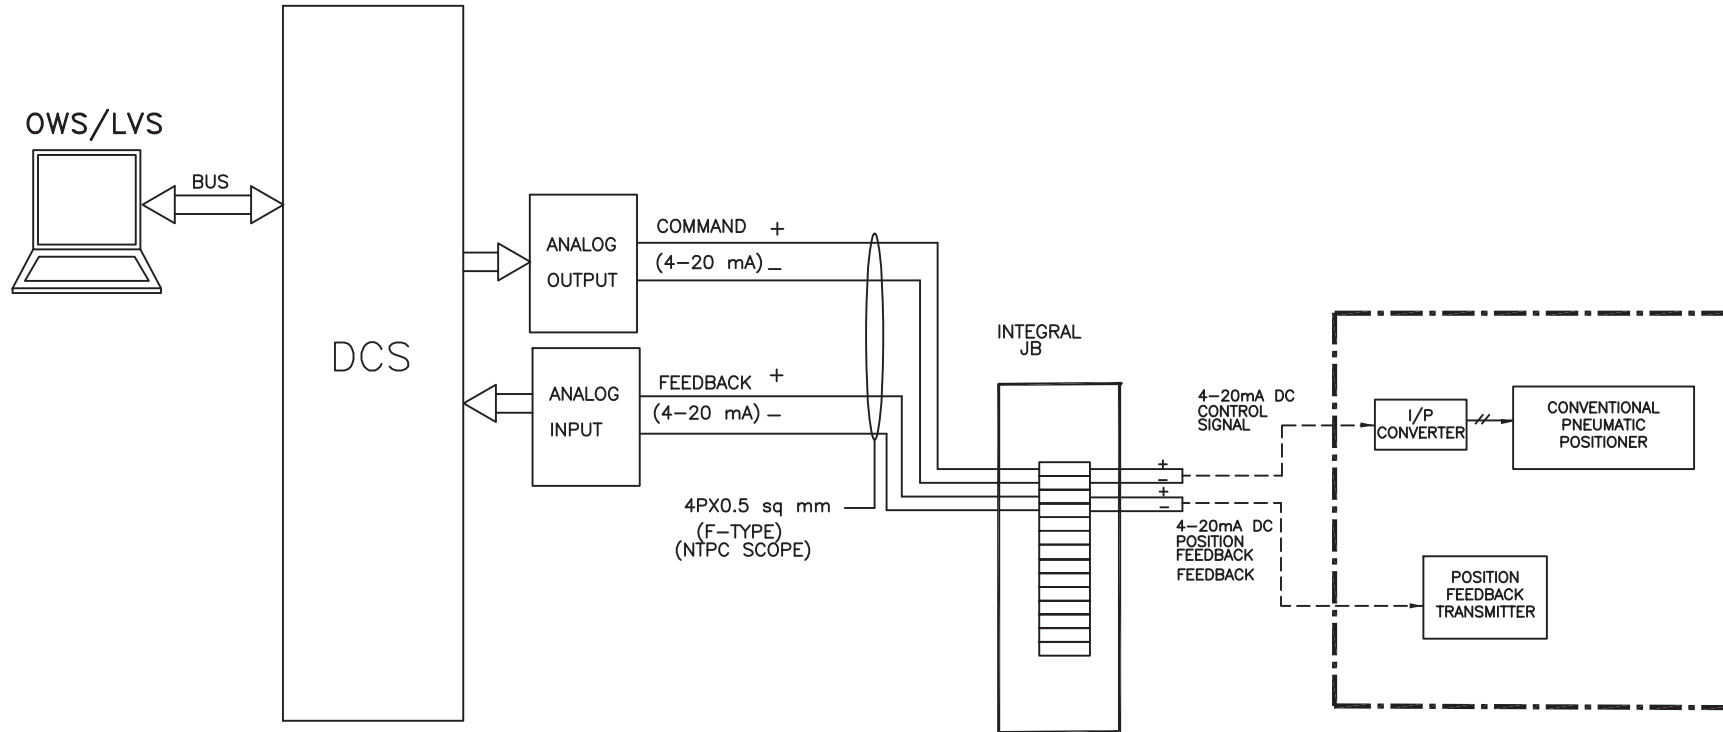 OWS/LVS
BUS
DCS
ANALOG
OUTPUT
COMMAND +
(4-20 mA) -
ANALOG
INPUT
FEEDBACK +
(4-20 mA) -
4PX0.5 sq mm
(F-TYPE)
(NTPC SCOPE)
INTEGRAL
JB
+
-
+
-
4-20mA DC
CONTROL
SIGNAL
4-20mA DC
POSITION
FEEDBACK
FEEDBACK
I/P
CONVERTER
CONVENTIONAL
PNEUMATIC
POSITIONER
POSITION
FEEDBACK
TRANSMITTER